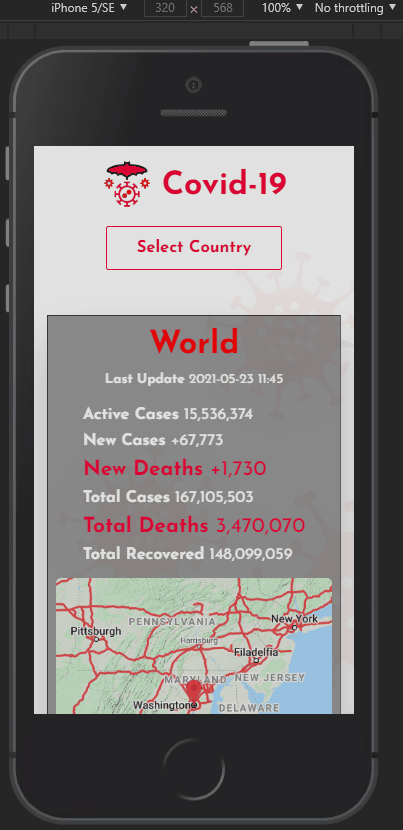 iPhone 5/SE ▼ 320 × 568 100% ▼ No throttling ▼
Covid-19
Select Country
World
Last Update 2021-05-23 11:45
Active Cases 15,536,374
New Cases +67,773
New Deaths +1,730
Total Cases 167,105,503
Total Deaths 3,470,070
Total Recovered 148,099,059
PENNSYLVANIA
New York
Pittsburgh
Harrisburg
Filadelfia
MARYLAND
NEW JERSEY
Washington
DELAWARE